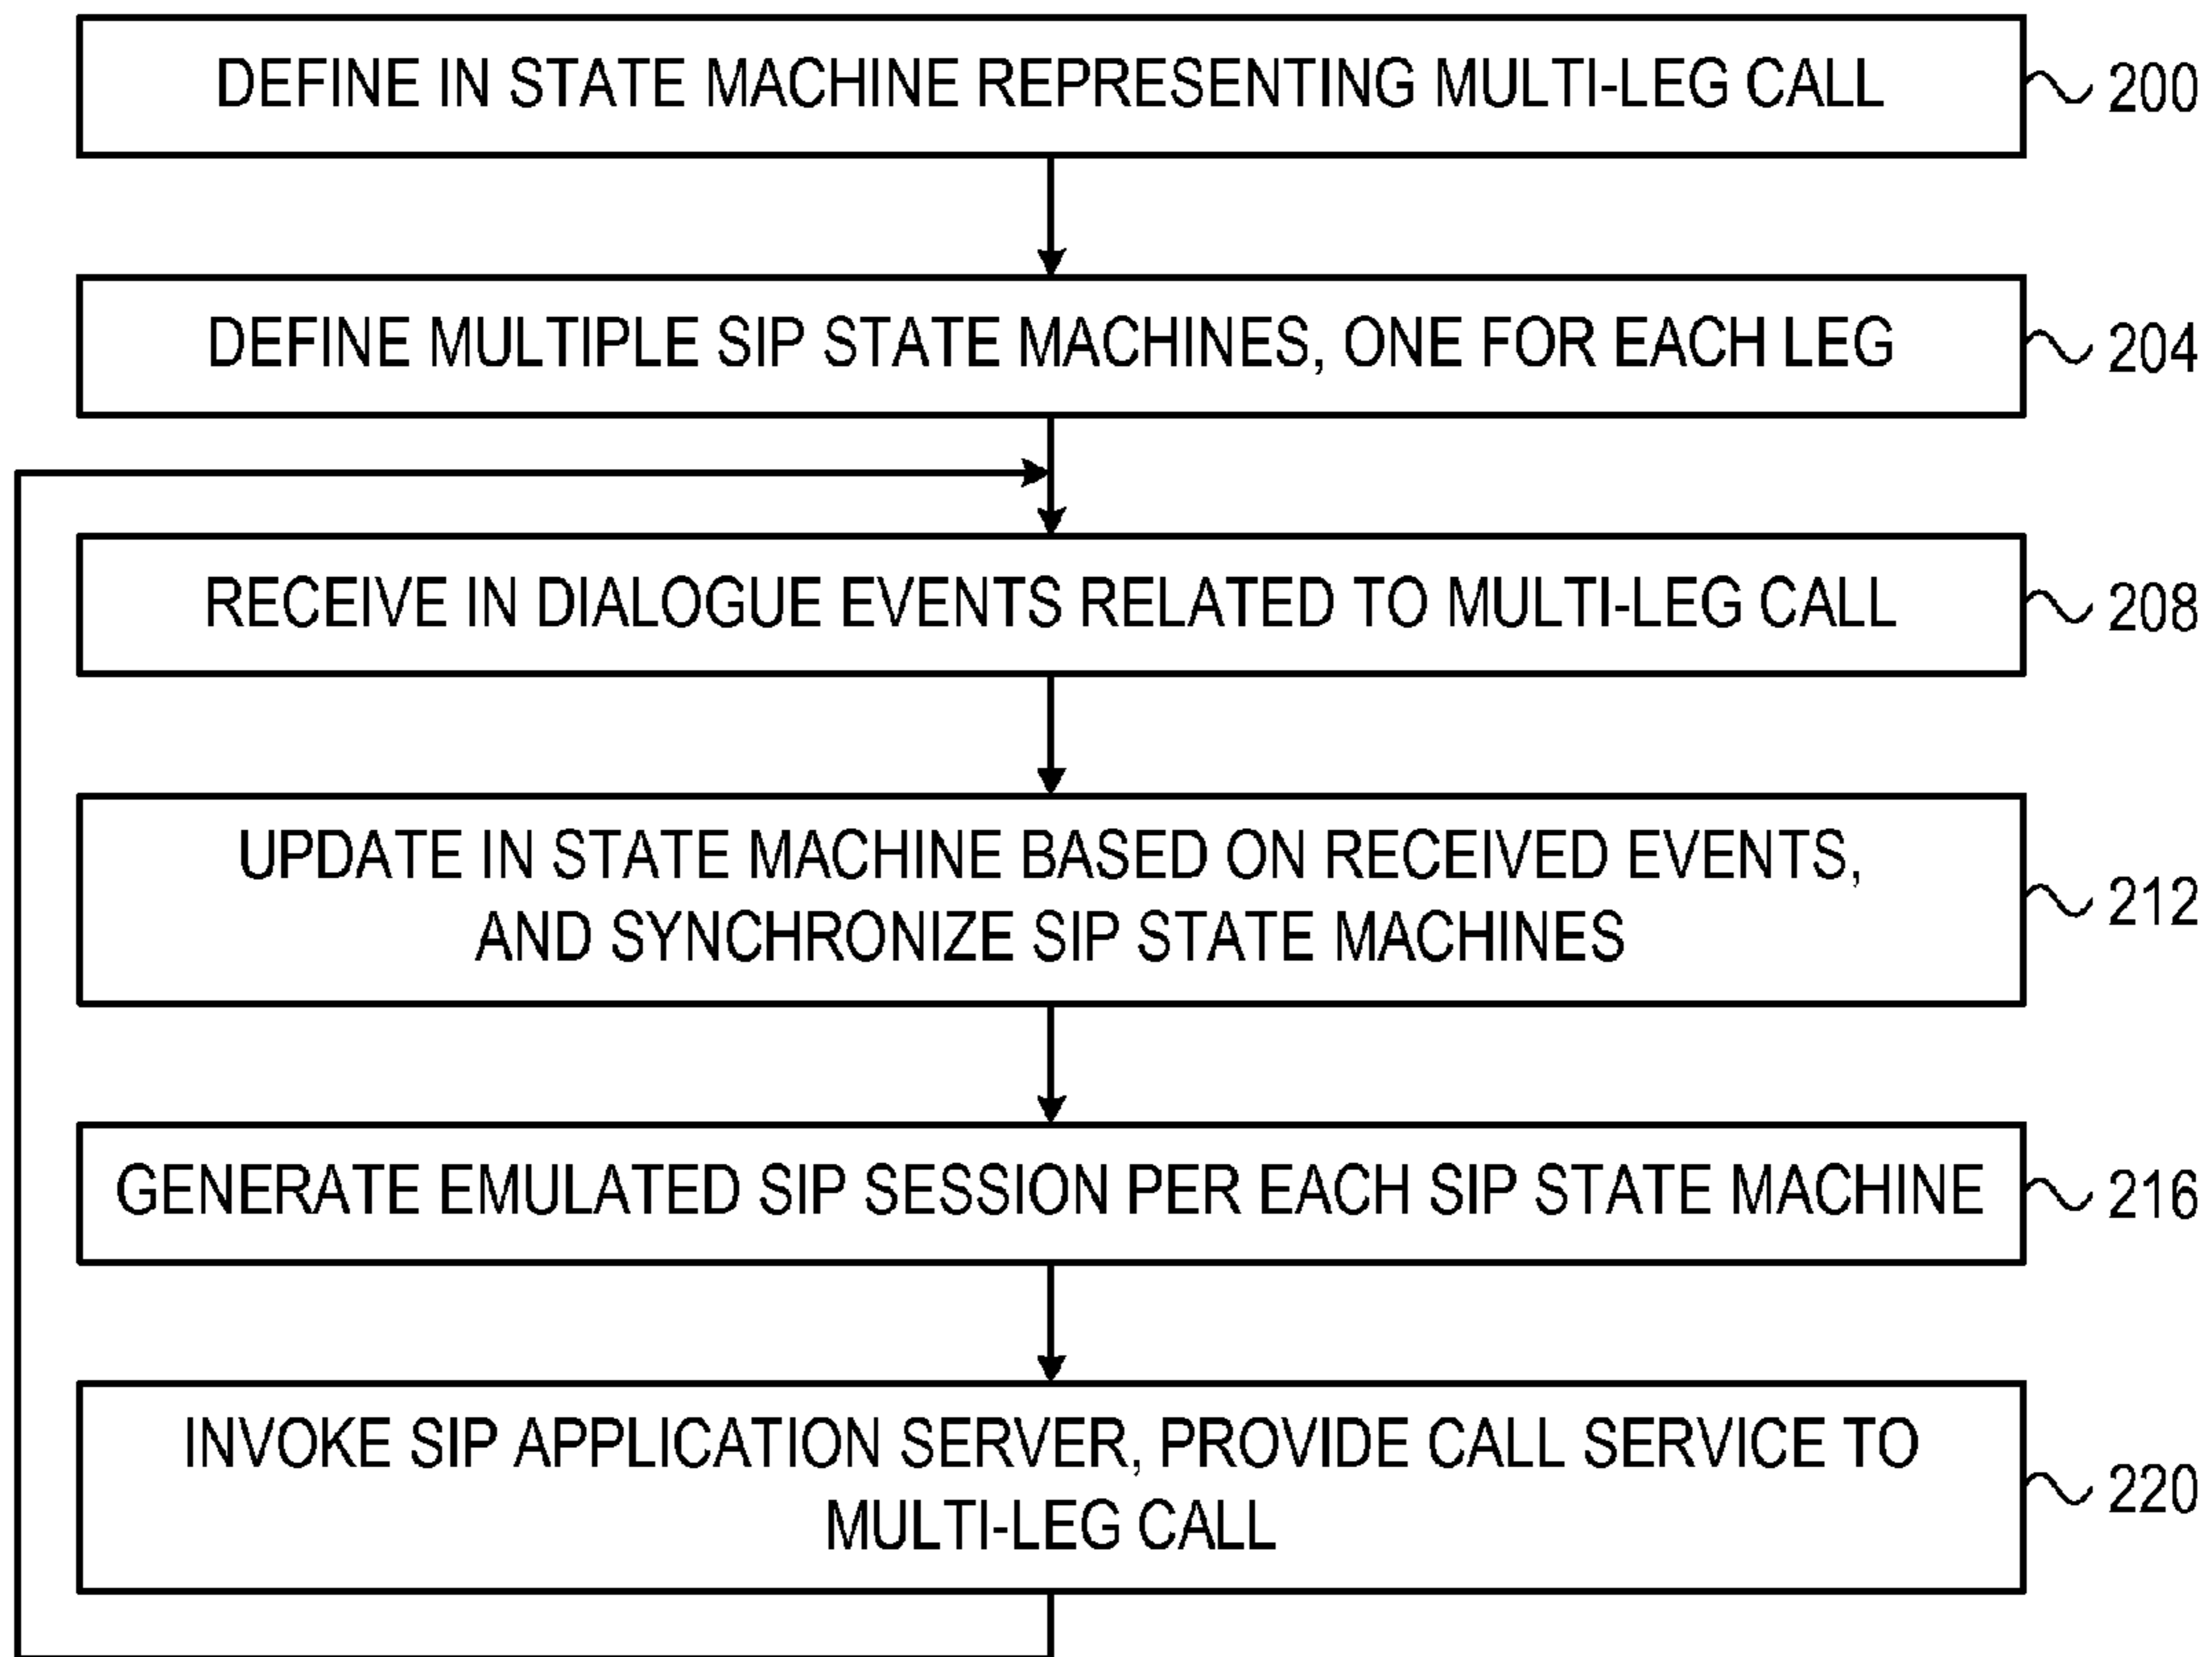 DEFINE IN STATE MACHINE REPRESENTING MULTI-LEG CALL
200
DEFINE MULTIPLE SIP STATE MACHINES, ONE FOR EACH LEG
204
RECEIVE IN DIALOGUE EVENTS RELATED TO MULTI-LEG CALL
208
UPDATE IN STATE MACHINE BASED ON RECEIVED EVENTS,
AND SYNCHRONIZE SIP STATE MACHINES
212
GENERATE EMULATED SIP SESSION PER EACH SIP STATE MACHINE
216
INVOKE SIP APPLICATION SERVER, PROVIDE CALL SERVICE TO
MULTI-LEG CALL
220